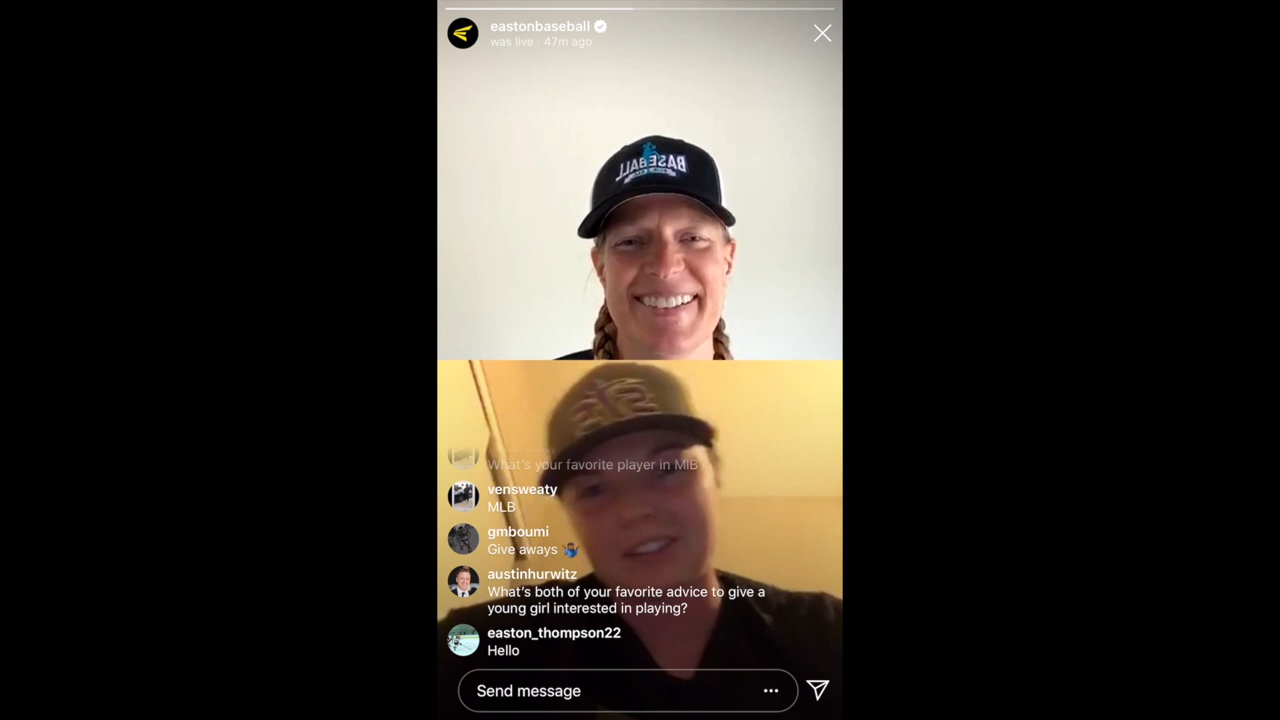 eastonbaseball
was live · 47m ago
BASEBALL
What's your favorite player in MlB
vensweaty
MLB
gmboumi
Give aways 🤷🏽‍♂️
austinhurwitz
What's both of your favorite advice to give a
young girl interested in playing?
easton_thompson22
Hello
Send message